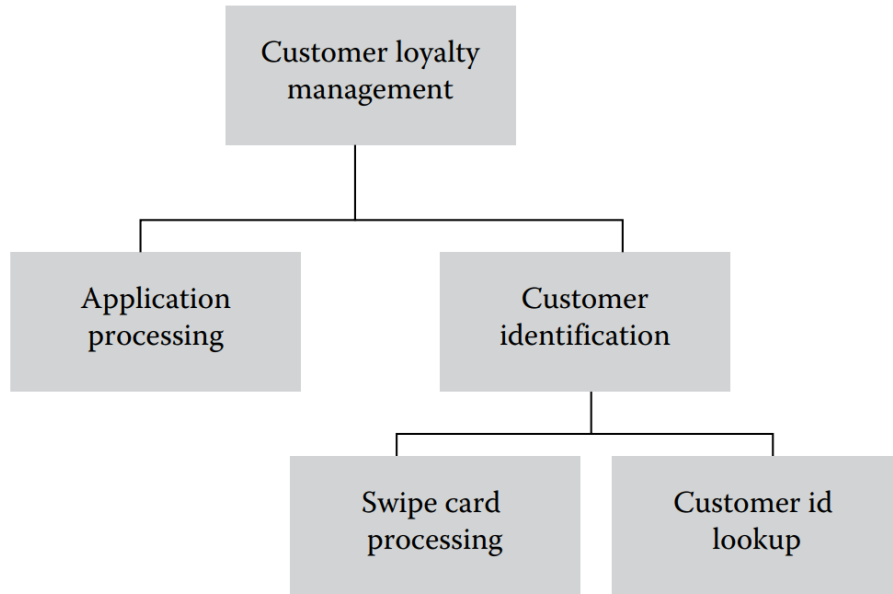 Customer loyalty
management
Application
processing
Customer
identification
Swipe card
processing
Customer id
lookup